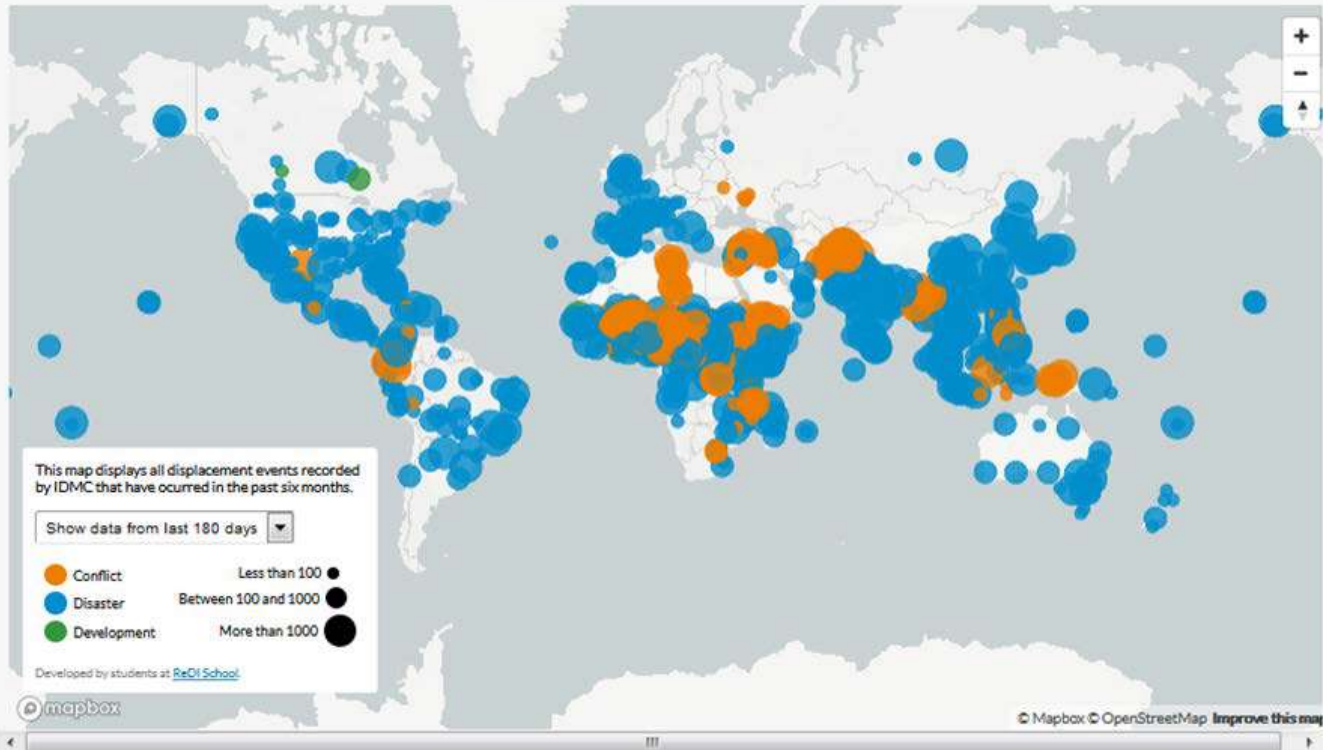 +
−
This map displays all displacement events recorded
by IDMC that have ocurred in the past six months.
Show data from last 180 days
Conflict
Less than 100
Disaster
Between 100 and 1000
Development
More than 1000
Developed by students at ReDI School.
mapbox
© Mapbox © OpenStreetMap Improve this map